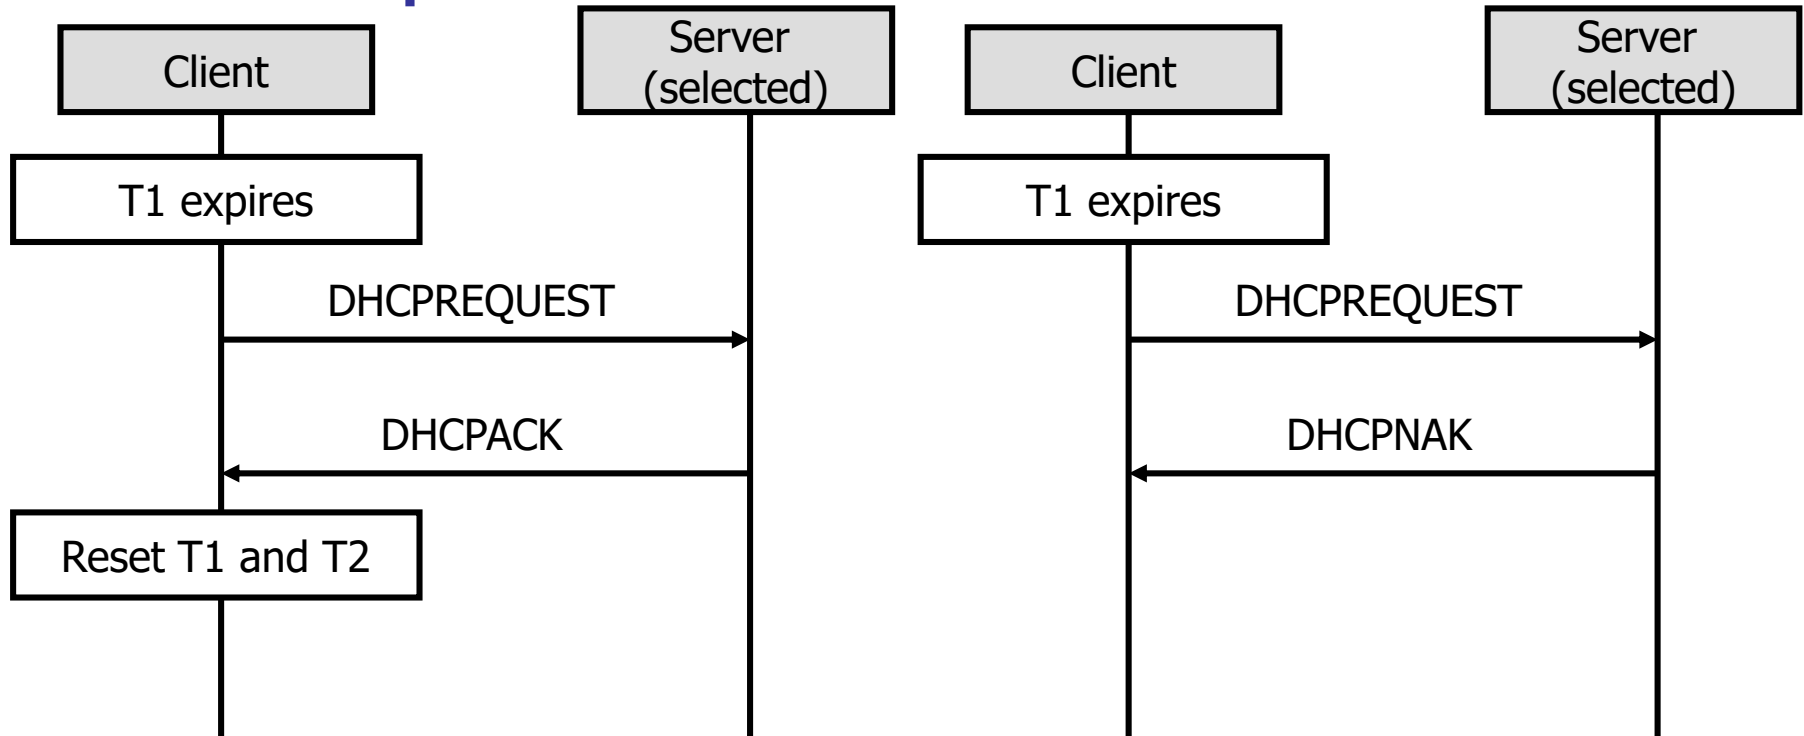 Client
Server
(selected)
T1 expires
DHCPREQUEST
DHCPACK
Reset T1 and T2
Client
Server
(selected)
T1 expires
DHCPREQUEST
DHCPNAK